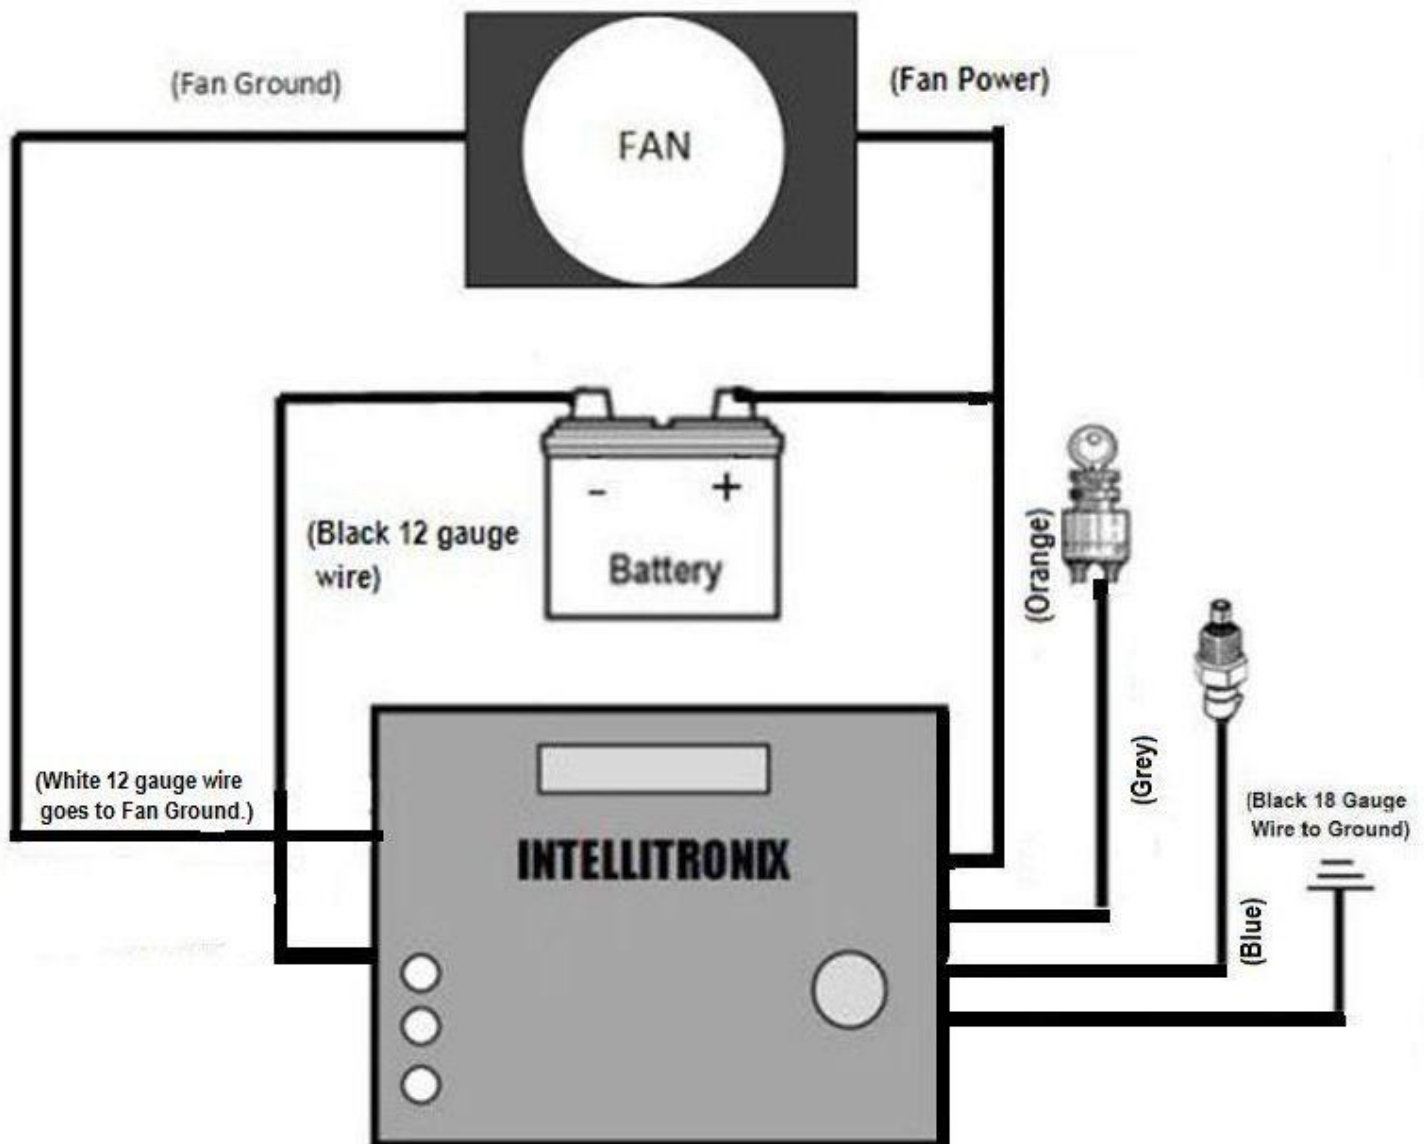 (Fan Ground)
(Fan Power)
FAN
- +
Battery
(Black 12 gauge
wire)
(Orange)
(Grey)
(White 12 gauge wire
goes to Fan Ground.)
(Black 18 Gauge
Wire to Ground)
INTELLITRONIX
(Blue)